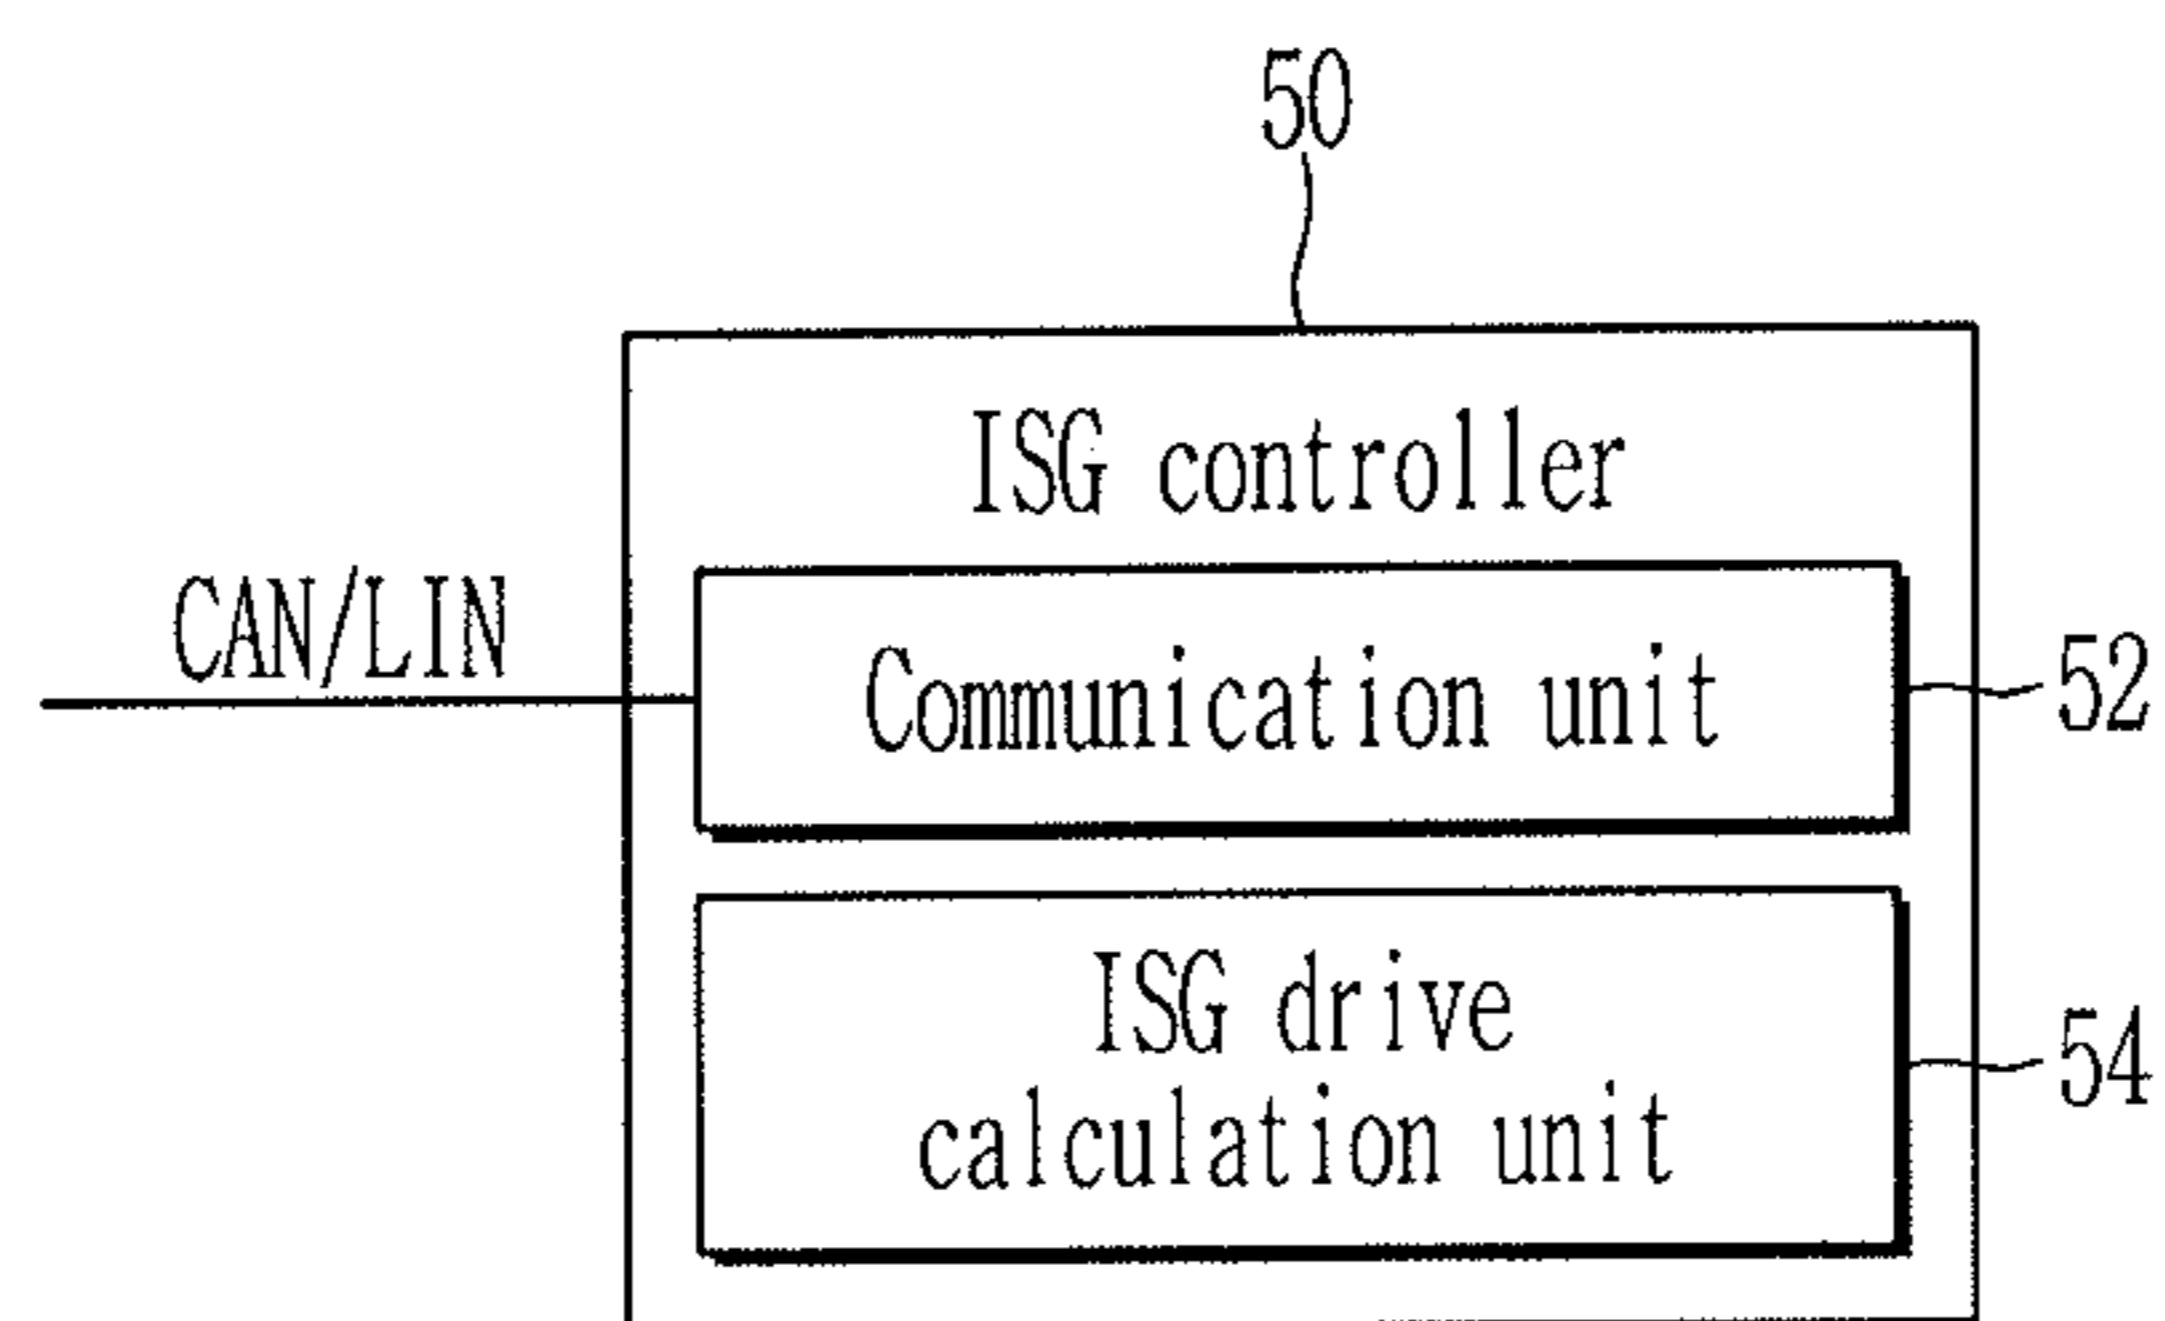 50
ISG controller
CAN/LIN
Communication unit
52
ISG drive
calculation unit
54